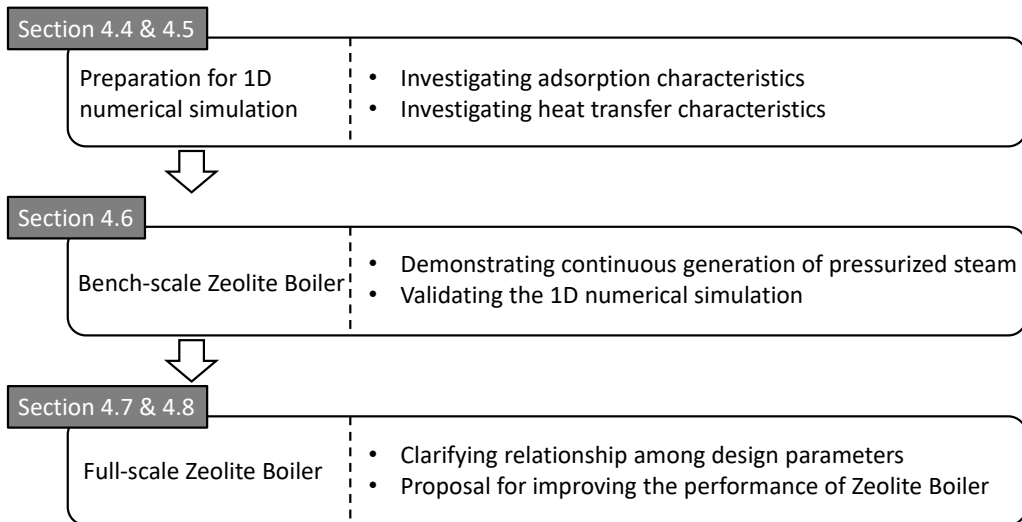 Section 4.4 & 4.5
Preparation for 1D
numerical simulation
• Investigating adsorption characteristics
• Investigating heat transfer characteristics
Section 4.6
Bench-scale Zeolite Boiler
• Demonstrating continuous generation of pressurized steam
• Validating the 1D numerical simulation
Section 4.7 & 4.8
Full-scale Zeolite Boiler
• Clarifying relationship among design parameters
• Proposal for improving the performance of Zeolite Boiler